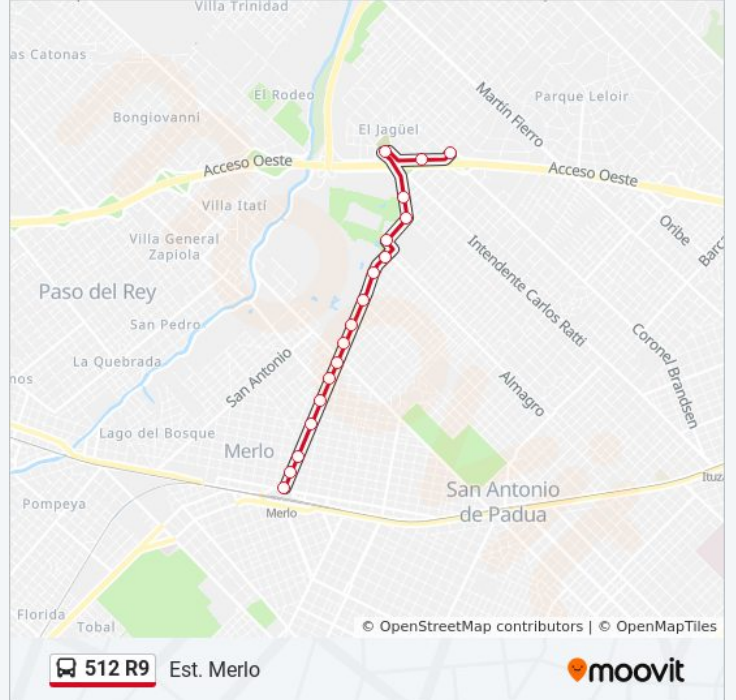 Villa Trinidad
as Catonas
El Rodeo
Parque Leloir
Martín Fierro
Bongiovanni
El Jagüel
Acceso Oeste
Acceso Oeste
Villa Itatí
Oribe
Villa General
Zapiola
Barc
Intendente Carlos Ratti
Paso del Rey
San Pedro
Coronel Brandsen
La Quebrada
San Antonio
nos
Almagro
Lago del Bosque
Merlo
Ituz
San Antonio
de Padua
Pompeya
Merlo
Florida
Tobal
© OpenStreetMap contributors | © OpenMapTiles
512 R9 Est. Merlo
moovit